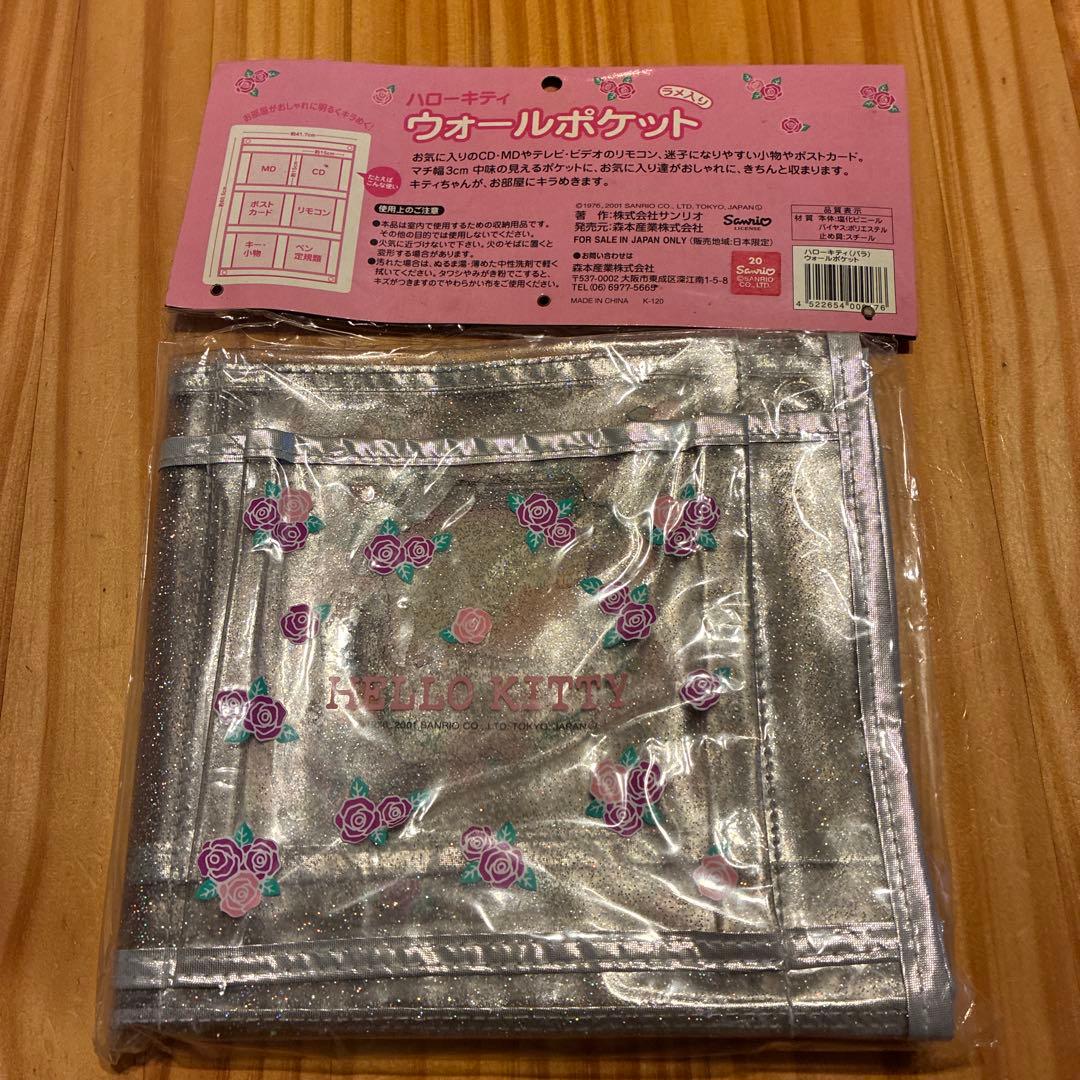 お部屋がおしゃれに明るくキラめく!
約41.7cm
約15cm
MD
CD
ポスト
カード
リモコン
キー・
小物
ペン
定規類
たとえば
こんな使い
ハローキティ
ラメ入り
ウォールポケット
お気に入りのCD・MDやテレビ・ビデオのリモコン、迷子になりやすい小物やポストカード。
マチ幅3cm 中味の見えるポケットに、お気に入り達がおしゃれに、きちんと収まります。
キティちゃんが、お部屋にキラめきます。
使用上のご注意
●本品は室内で使用するための収納用品です。
その他の目的では使用しないでください。
●火気に近づけないで下さい。火のそばに置くと
変形する場合があります。
●汚れた場合は、ぬるま湯・薄めた中性洗剤で軽く
拭いてください。タワシやみがき粉でこすると、
キズがつきますのでやわらかい布をご使用ください。
©1976, 2001 SANRIO CO., LTD. TOKYO, JAPAN Ⓛ
著 作:株式会社サンリオ
発売元:森本産業株式会社
Sanrio
LICENSE
FOR SALE IN JAPAN ONLY (販売地域:日本限定)
●お問い合わせは
森本産業株式会社
〒537-0002 大阪市東成区深江南1-5-8
TEL(06)6977-5665
MADE IN CHINA K-120
20
Sanrio
©SANRIO
CO., LTD.
品質表示
材 質 本体:塩化ビニール
バイヤス:ポリエステル
止め具:スチール
ハローキティ(バラ)
ウォールポケット
HELLO KITTY
2001 SANRIO CO., LTD. TOKYO, JAPAN